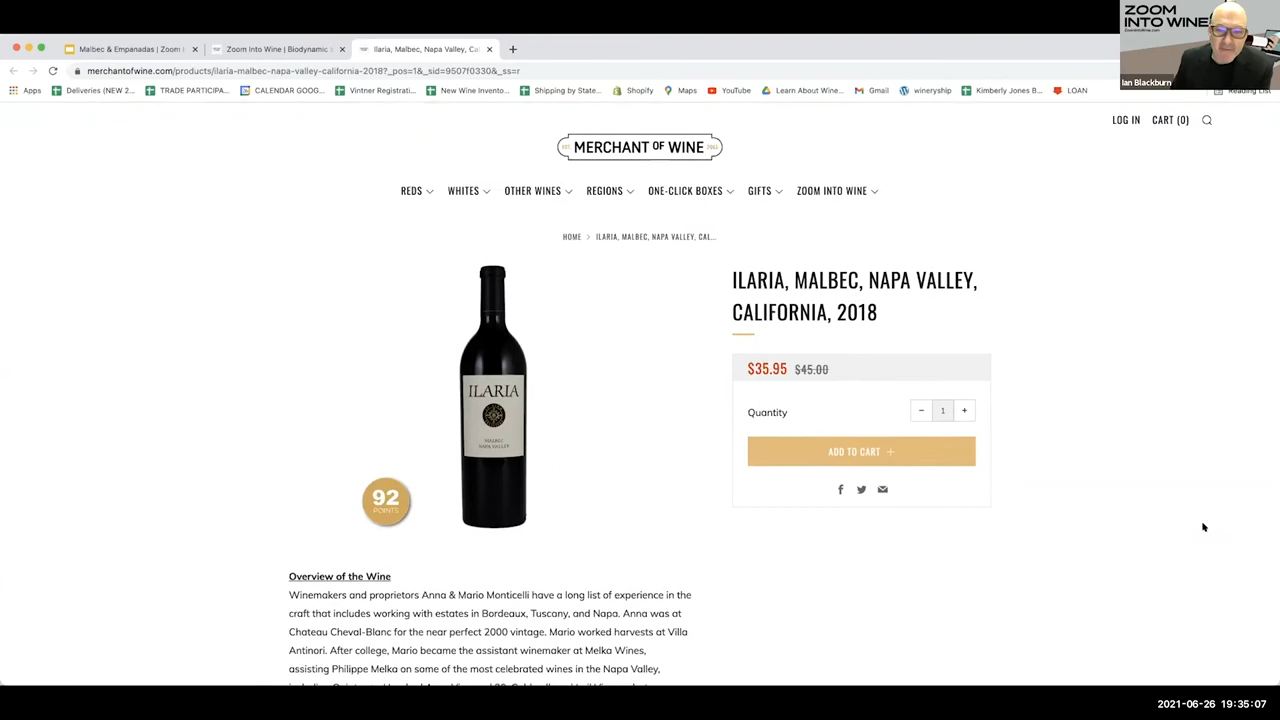 ZOOM
INTO WINE
ZoomIntoWine.com
Ian Blackburn
Malbec & Empanadas | Zoom I
Zoom Into Wine | Biodynamic
Ilaria, Malbec, Napa Valley, Ca
merchantofwine.com/products/ilaria-malbec-napa-valley-california-2018?_pos=1&_sid=9507f0330&_ss=r
Apps
Deliveries (NEW 2...
TRADE PARTICIPA...
CALENDAR GOOG...
Vintner Registrati...
New Wine Invento...
Shipping by State...
Shopify
Maps
YouTube
Learn About Wine...
Gmail
wineryship
Kimberly Jones B...
LOAN
Reading List
LOG IN CART (0)
EST. MERCHANT OF WINE 2003
REDS WHITES OTHER WINES REGIONS ONE-CLICK BOXES GIFTS ZOOM INTO WINE
HOME > ILARIA, MALBEC, NAPA VALLEY, CAL...
ILARIA
MALBEC
NAPA VALLEY
92
POINTS
ILARIA, MALBEC, NAPA VALLEY,
CALIFORNIA, 2018
$35.95 $45.00
Quantity − 1 +
ADD TO CART +
Overview of the Wine
Winemakers and proprietors Anna & Mario Monticelli have a long list of experience in the
craft that includes working with estates in Bordeaux, Tuscany, and Napa. Anna was at
Chateau Cheval-Blanc for the near perfect 2000 vintage. Mario worked harvests at Villa
Antinori. After college, Mario became the assistant winemaker at Melka Wines,
assisting Philippe Melka on some of the most celebrated wines in the Napa Valley,
2021-06-26 19:35:07